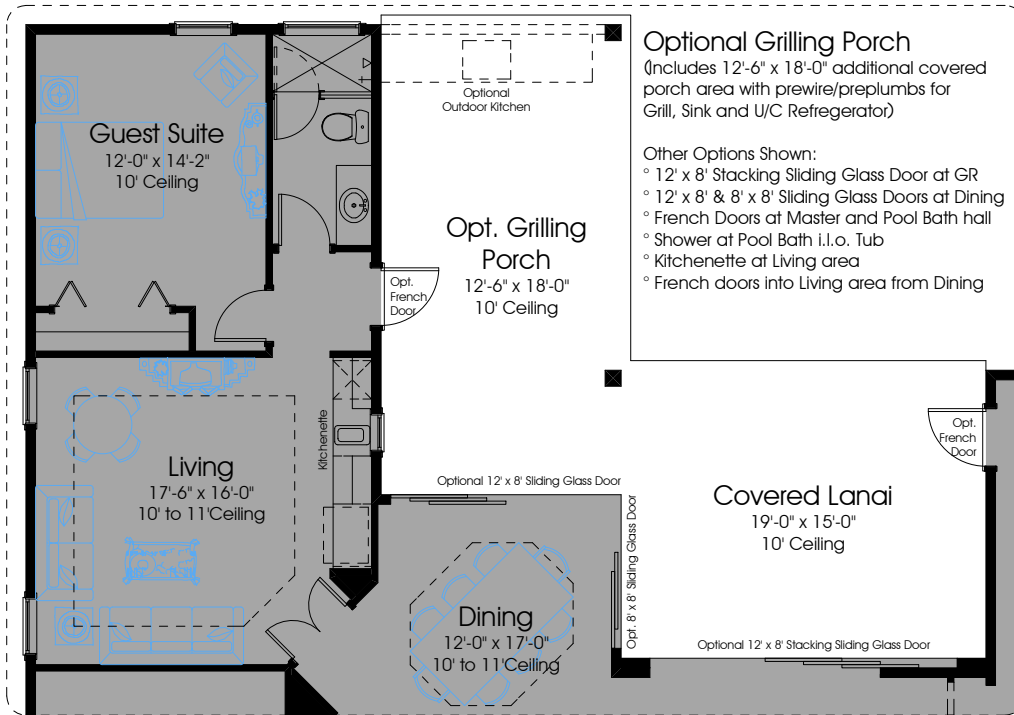 Optional Grilling Porch
(Includes 12'-6" x 18'-0" additional covered
porch area with prewire/preplumbs for
Grill, Sink and U/C Refregerator)
Other Options Shown:
° 12' x 8' Stacking Sliding Glass Door at GR
° 12' x 8' & 8' x 8' Sliding Glass Doors at Dining
° French Doors at Master and Pool Bath hall
° Shower at Pool Bath i.l.o. Tub
° Kitchenette at Living area
° French doors into Living area from Dining
Optional
Outdoor Kitchen
Guest Suite
12'-0" x 14'-2"
10' Ceiling
Opt. Grilling
Porch
12'-6" x 18'-0"
10' Ceiling
Opt.
French
Door
Kitchenette
Living
17'-6" x 16'-0"
10' to 11'Ceiling
Optional 12' x 8' Sliding Glass Door
Opt. 8' x 8' Sliding Glass Door
Opt.
French
Door
Covered Lanai
19'-0" x 15'-0"
10' Ceiling
Optional 12' x 8' Stacking Sliding Glass Door
Dining
12'-0" x 17'-0"
10' to 11'Ceiling